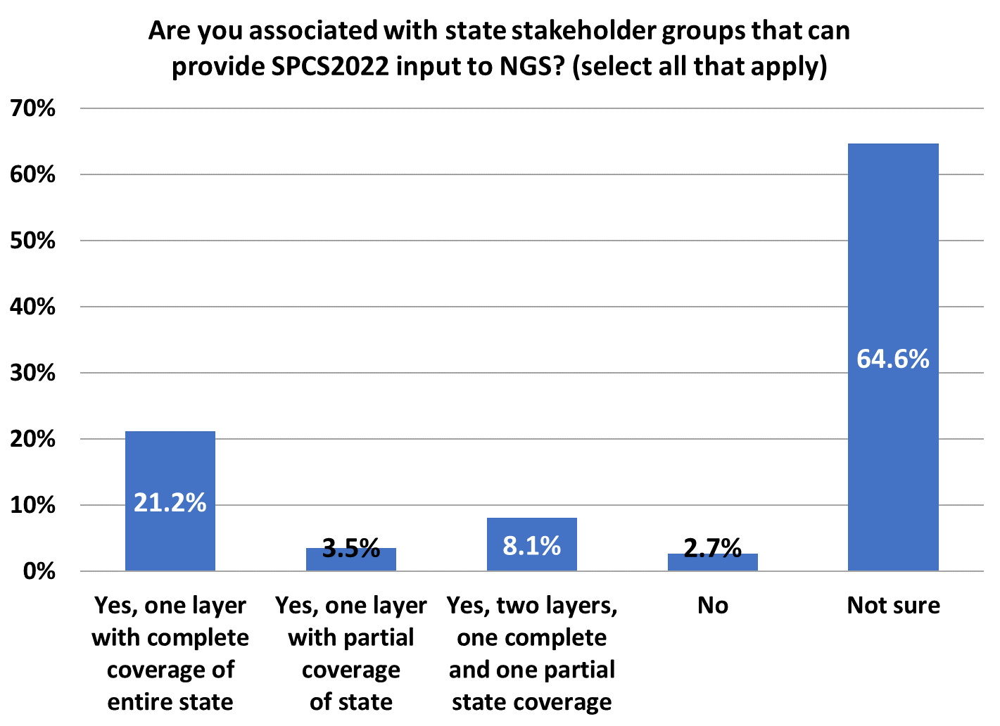 Are you associated with state stakeholder groups that can
provide SPCS2022 input to NGS? (select all that apply)
70%
60%
50%
40%
30%
20%
10%
0%
21.2%
3.5%
8.1%
2.7%
64.6%
Yes, one layer
with complete
coverage of
entire state
Yes, one layer
with partial
coverage
of state
Yes, two layers,
one complete
and one partial
state coverage
No
Not sure